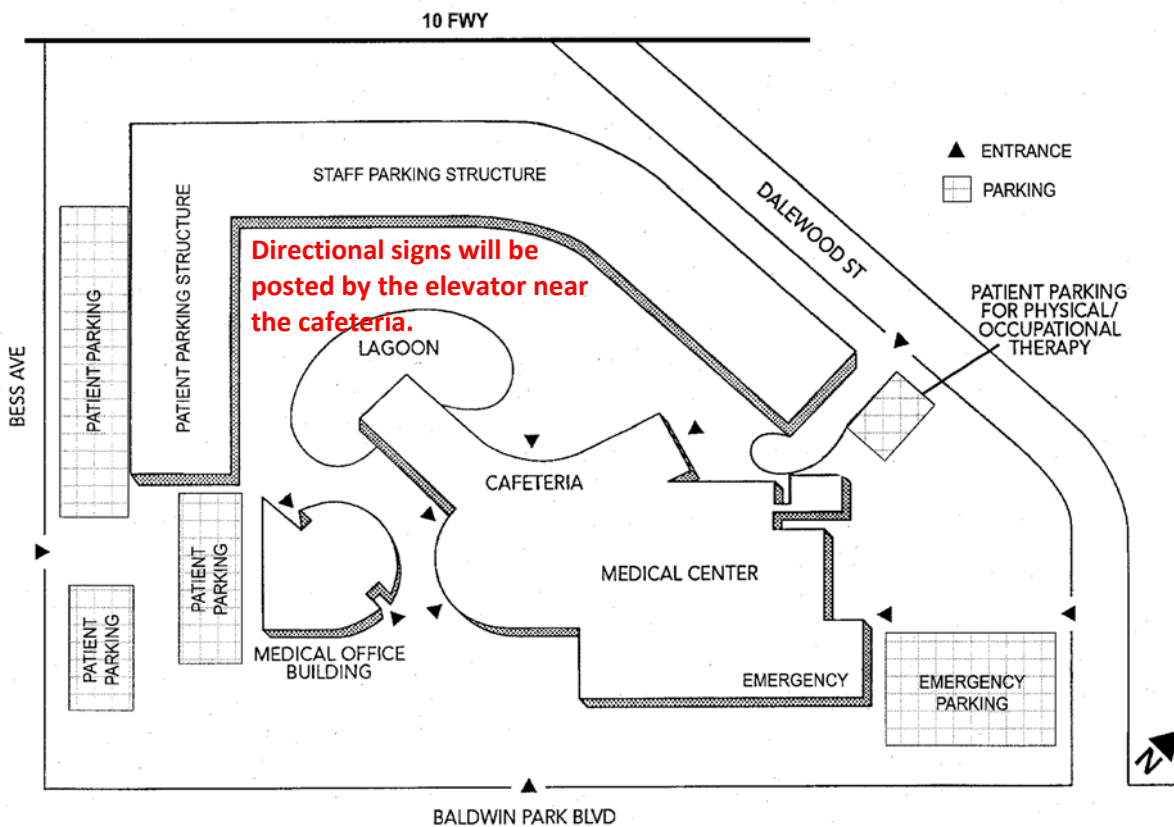 10 FWY
ENTRANCE
PARKING
STAFF PARKING STRUCTURE
DALEWOOD ST
Directional signs will be
posted by the elevator near
the cafeteria.
PATIENT PARKING
FOR PHYSICAL/
OCCUPATIONAL
THERAPY
LAGOON
BESS AVE
PATIENT PARKING
PATIENT PARKING STRUCTURE
CAFETERIA
MEDICAL CENTER
PATIENT
PARKING
PATIENT
PARKING
MEDICAL OFFICE
BUILDING
EMERGENCY
EMERGENCY
PARKING
N
BALDWIN PARK BLVD